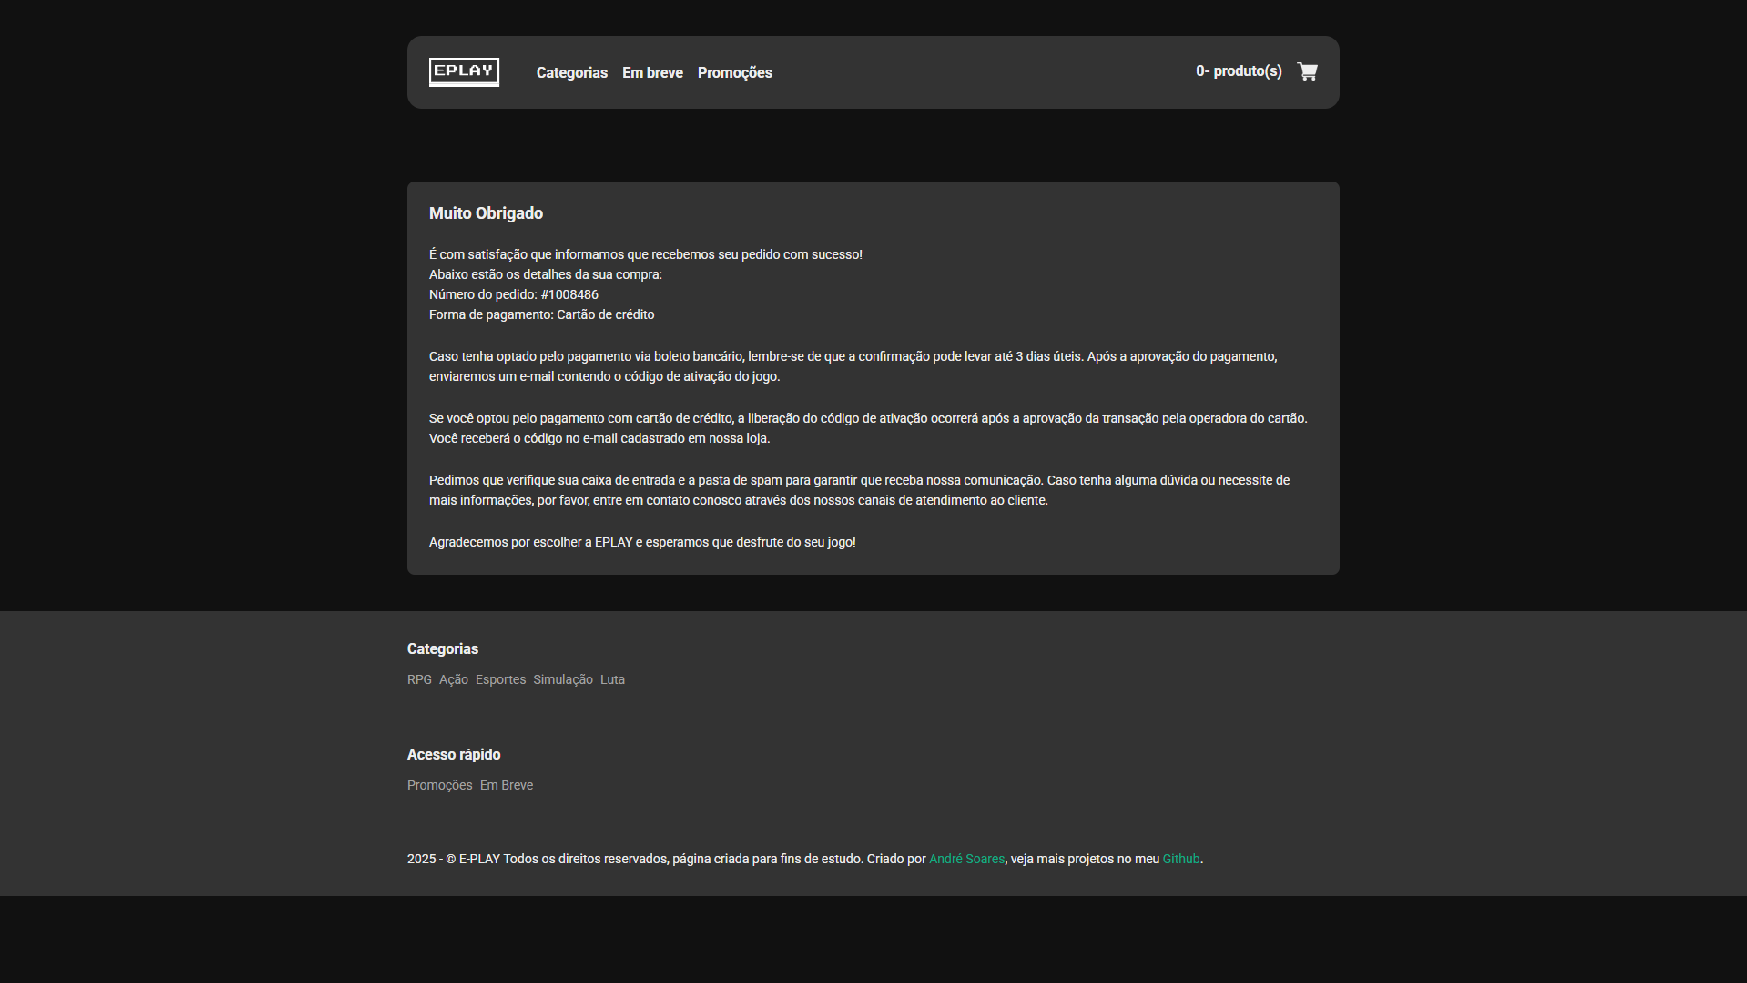 EPLAY
Categorias Em breve Promoções
0- produto(s)
Muito Obrigado
É com satisfação que informamos que recebemos seu pedido com sucesso!
Abaixo estão os detalhes da sua compra:
Número do pedido: #1008486
Forma de pagamento: Cartão de crédito
Caso tenha optado pelo pagamento via boleto bancário, lembre-se de que a confirmação pode levar até 3 dias úteis. Após a aprovação do pagamento,
enviaremos um e-mail contendo o código de ativação do jogo.
Se você optou pelo pagamento com cartão de crédito, a liberação do código de ativação ocorrerá após a aprovação da transação pela operadora do cartão.
Você receberá o código no e-mail cadastrado em nossa loja.
Pedimos que verifique sua caixa de entrada e a pasta de spam para garantir que receba nossa comunicação. Caso tenha alguma dúvida ou necessite de
mais informações, por favor, entre em contato conosco através dos nossos canais de atendimento ao cliente.
Agradecemos por escolher a EPLAY e esperamos que desfrute do seu jogo!
Categorias
RPG Ação Esportes Simulação Luta
Acesso rápido
Promoções Em Breve
2025 - © E-PLAY Todos os direitos reservados, página criada para fins de estudo. Criado por André Soares, veja mais projetos no meu Github.